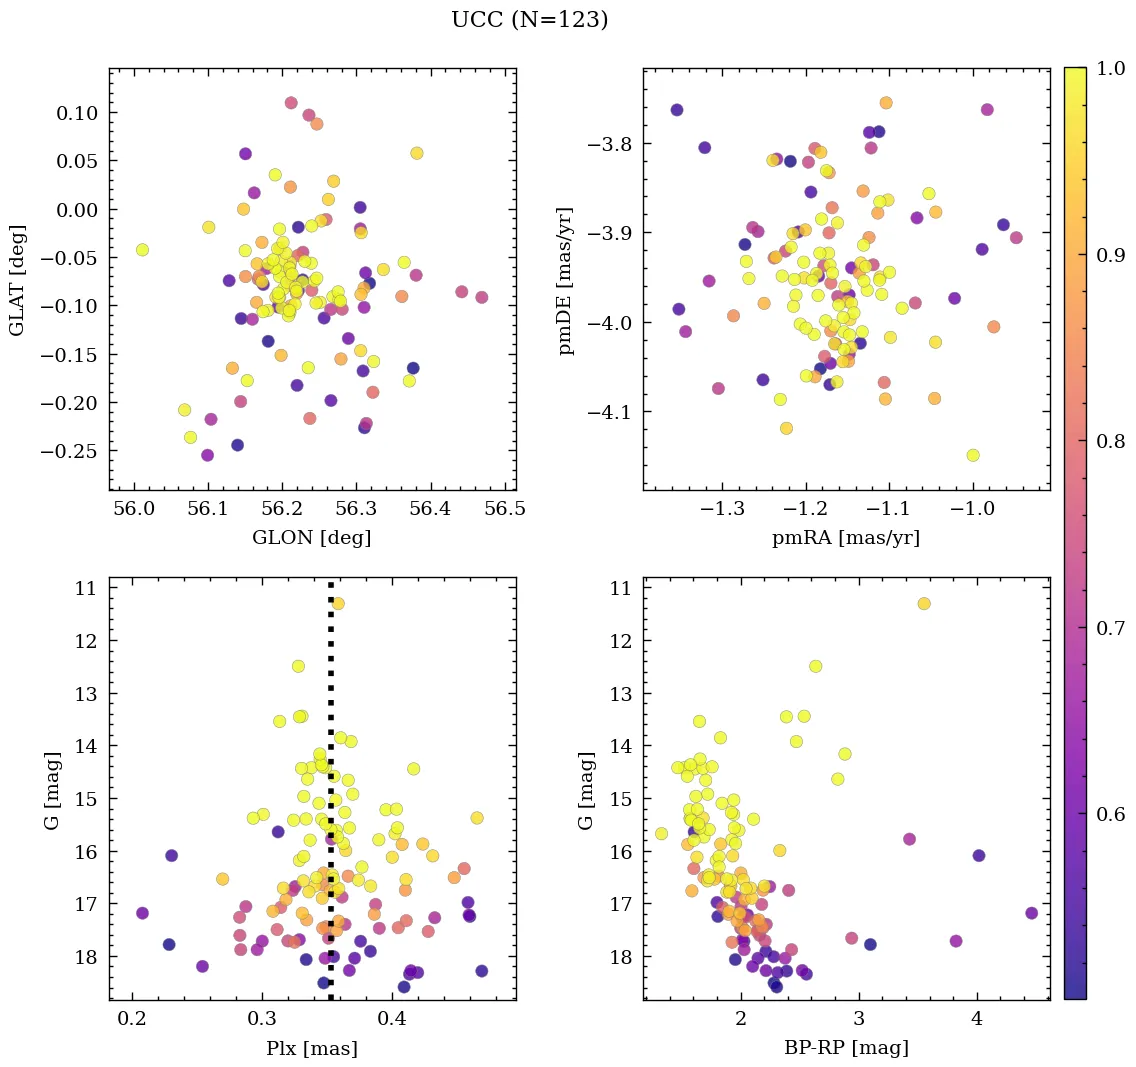 UCC (N=123)
0.10
0.05
0.00
−0.05
−0.10
−0.15
−0.20
−0.25
GLAT [deg]
56.0 56.1 56.2 56.3 56.4 56.5
GLON [deg]
−3.8
−3.9
−4.0
−4.1
pmDE [mas/yr]
−1.3 −1.2 −1.1 −1.0
pmRA [mas/yr]
1.0
0.9
0.8
0.7
0.6
11
12
13
14
15
16
17
18
G [mag]
0.2 0.3 0.4
Plx [mas]
11
12
13
14
15
16
17
18
G [mag]
2 3 4
BP-RP [mag]